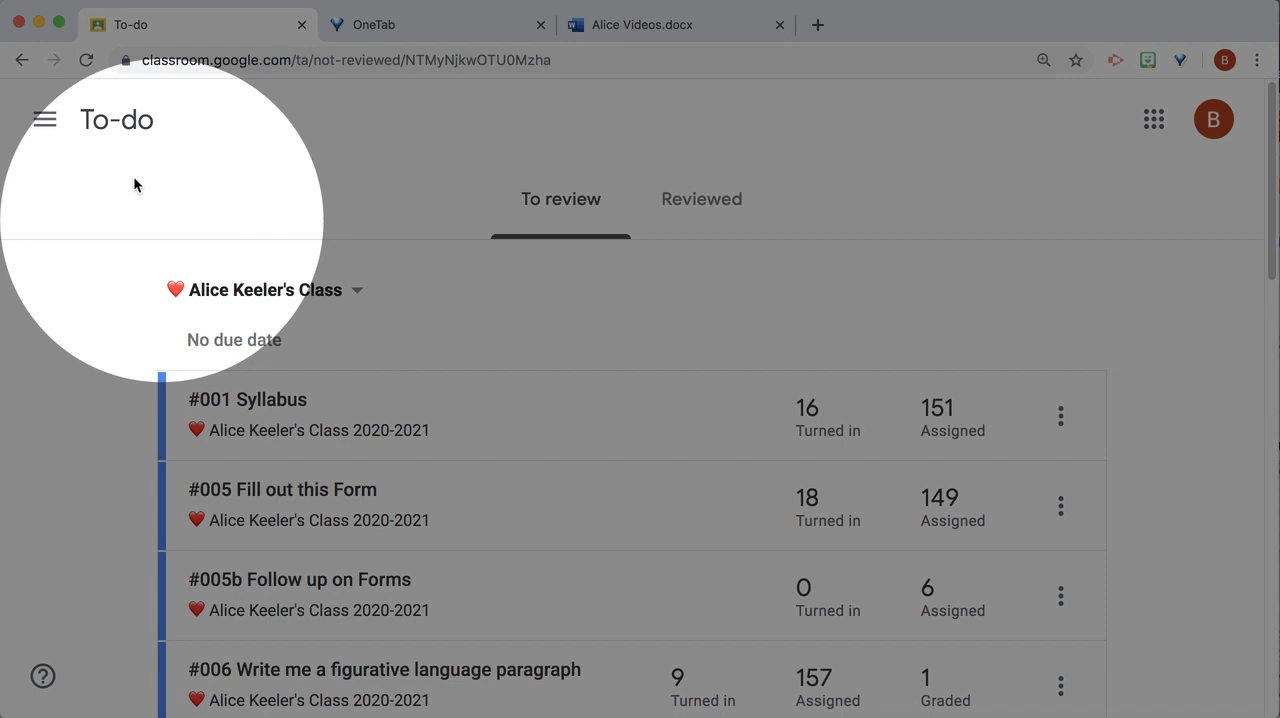 To-do
OneTab
Alice Videos.docx
classroom.google.com/ta/not-reviewed/NTMyNjkwOTU0Mzha
B
To-do
B
To review
Reviewed
❤️ Alice Keeler's Class
No due date
#001 Syllabus
❤️ Alice Keeler's Class 2020-2021
16
Turned in
151
Assigned
#005 Fill out this Form
❤️ Alice Keeler's Class 2020-2021
18
Turned in
149
Assigned
#005b Follow up on Forms
❤️ Alice Keeler's Class 2020-2021
0
Turned in
6
Assigned
#006 Write me a figurative language paragraph
❤️ Alice Keeler's Class 2020-2021
9
Turned in
157
Assigned
1
Graded